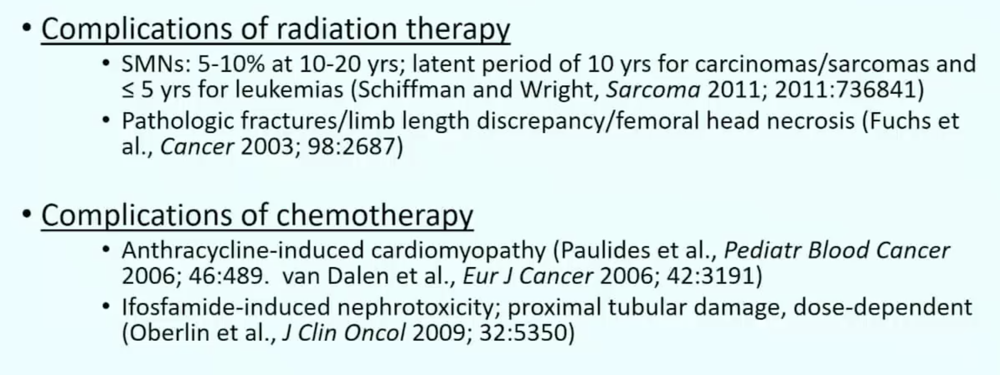 • Complications of radiation therapy
• SMNs: 5-10% at 10-20 yrs; latent period of 10 yrs for carcinomas/sarcomas and
≤ 5 yrs for leukemias (Schiffman and Wright, Sarcoma 2011; 2011:736841)
• Pathologic fractures/limb length discrepancy/femoral head necrosis (Fuchs et
al., Cancer 2003; 98:2687)
• Complications of chemotherapy
• Anthracycline-induced cardiomyopathy (Paulides et al., Pediatr Blood Cancer
2006; 46:489.  van Dalen et al., Eur J Cancer 2006; 42:3191)
• Ifosfamide-induced nephrotoxicity; proximal tubular damage, dose-dependent
(Oberlin et al., J Clin Oncol 2009; 32:5350)